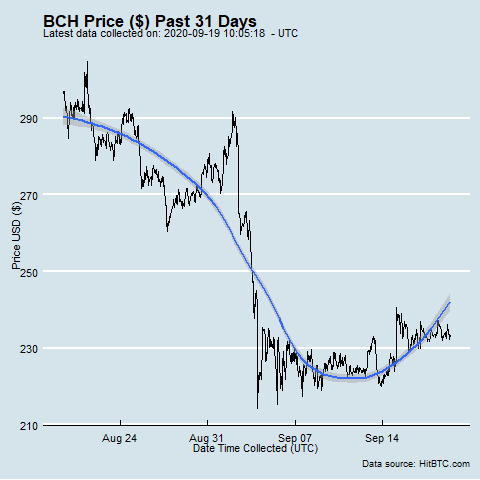 BCH Price ($) Past 31 Days
Latest data collected on: 2020-09-19 10:05:18 - UTC
Price USD ($)
290
270
250
230
210
Aug 24 Aug 31 Sep 07 Sep 14
Date Time Collected (UTC)
Data source: HitBTC.com